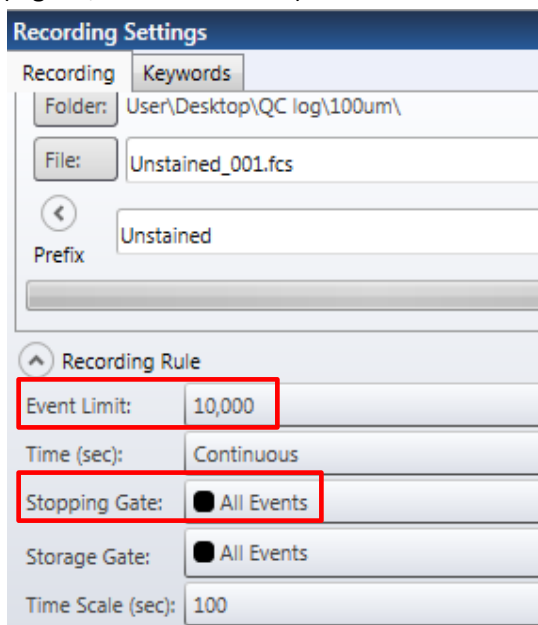 Recording Settings
Recording Keywords
Folder: User\Desktop\QC log\100um\
File: Unstained_001.fcs
Prefix Unstained
Recording Rule
Event Limit: 10,000
Time (sec): Continuous
Stopping Gate: All Events
Storage Gate: All Events
Time Scale (sec): 100